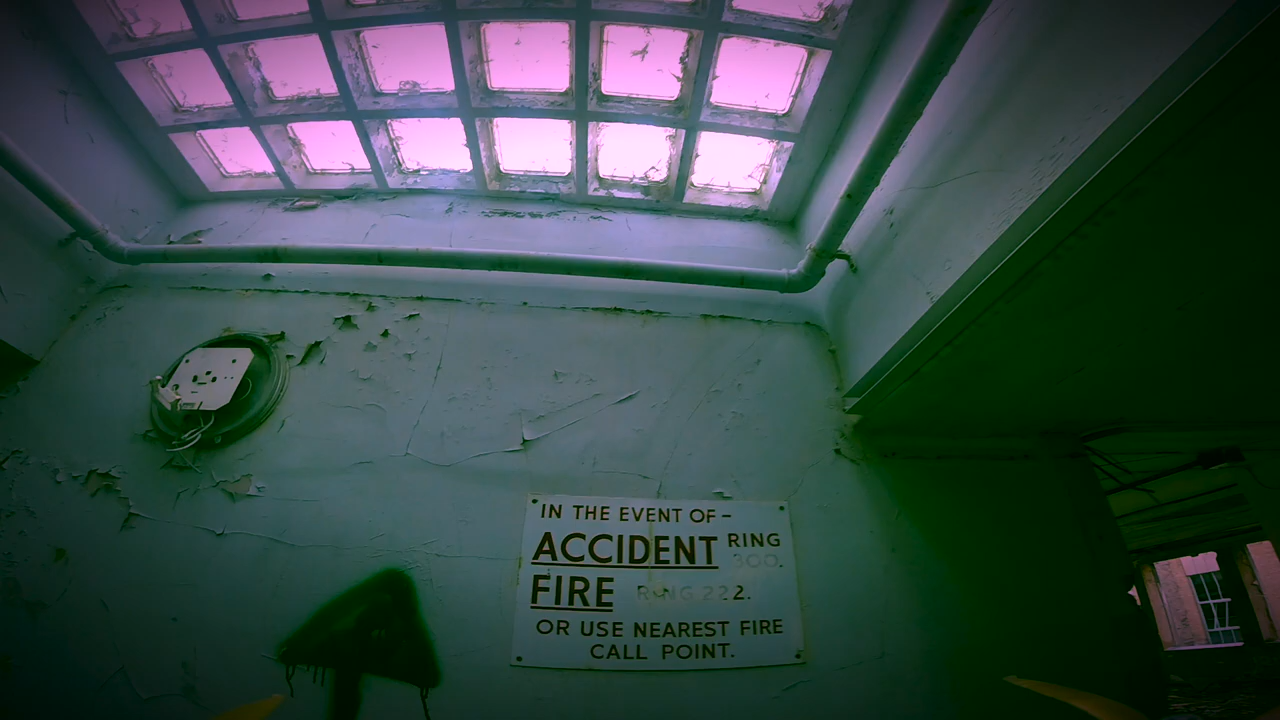 IN THE EVENT OF-
ACCIDENT RING
300.
FIRE RING 222.
OR USE NEAREST FIRE
CALL POINT.